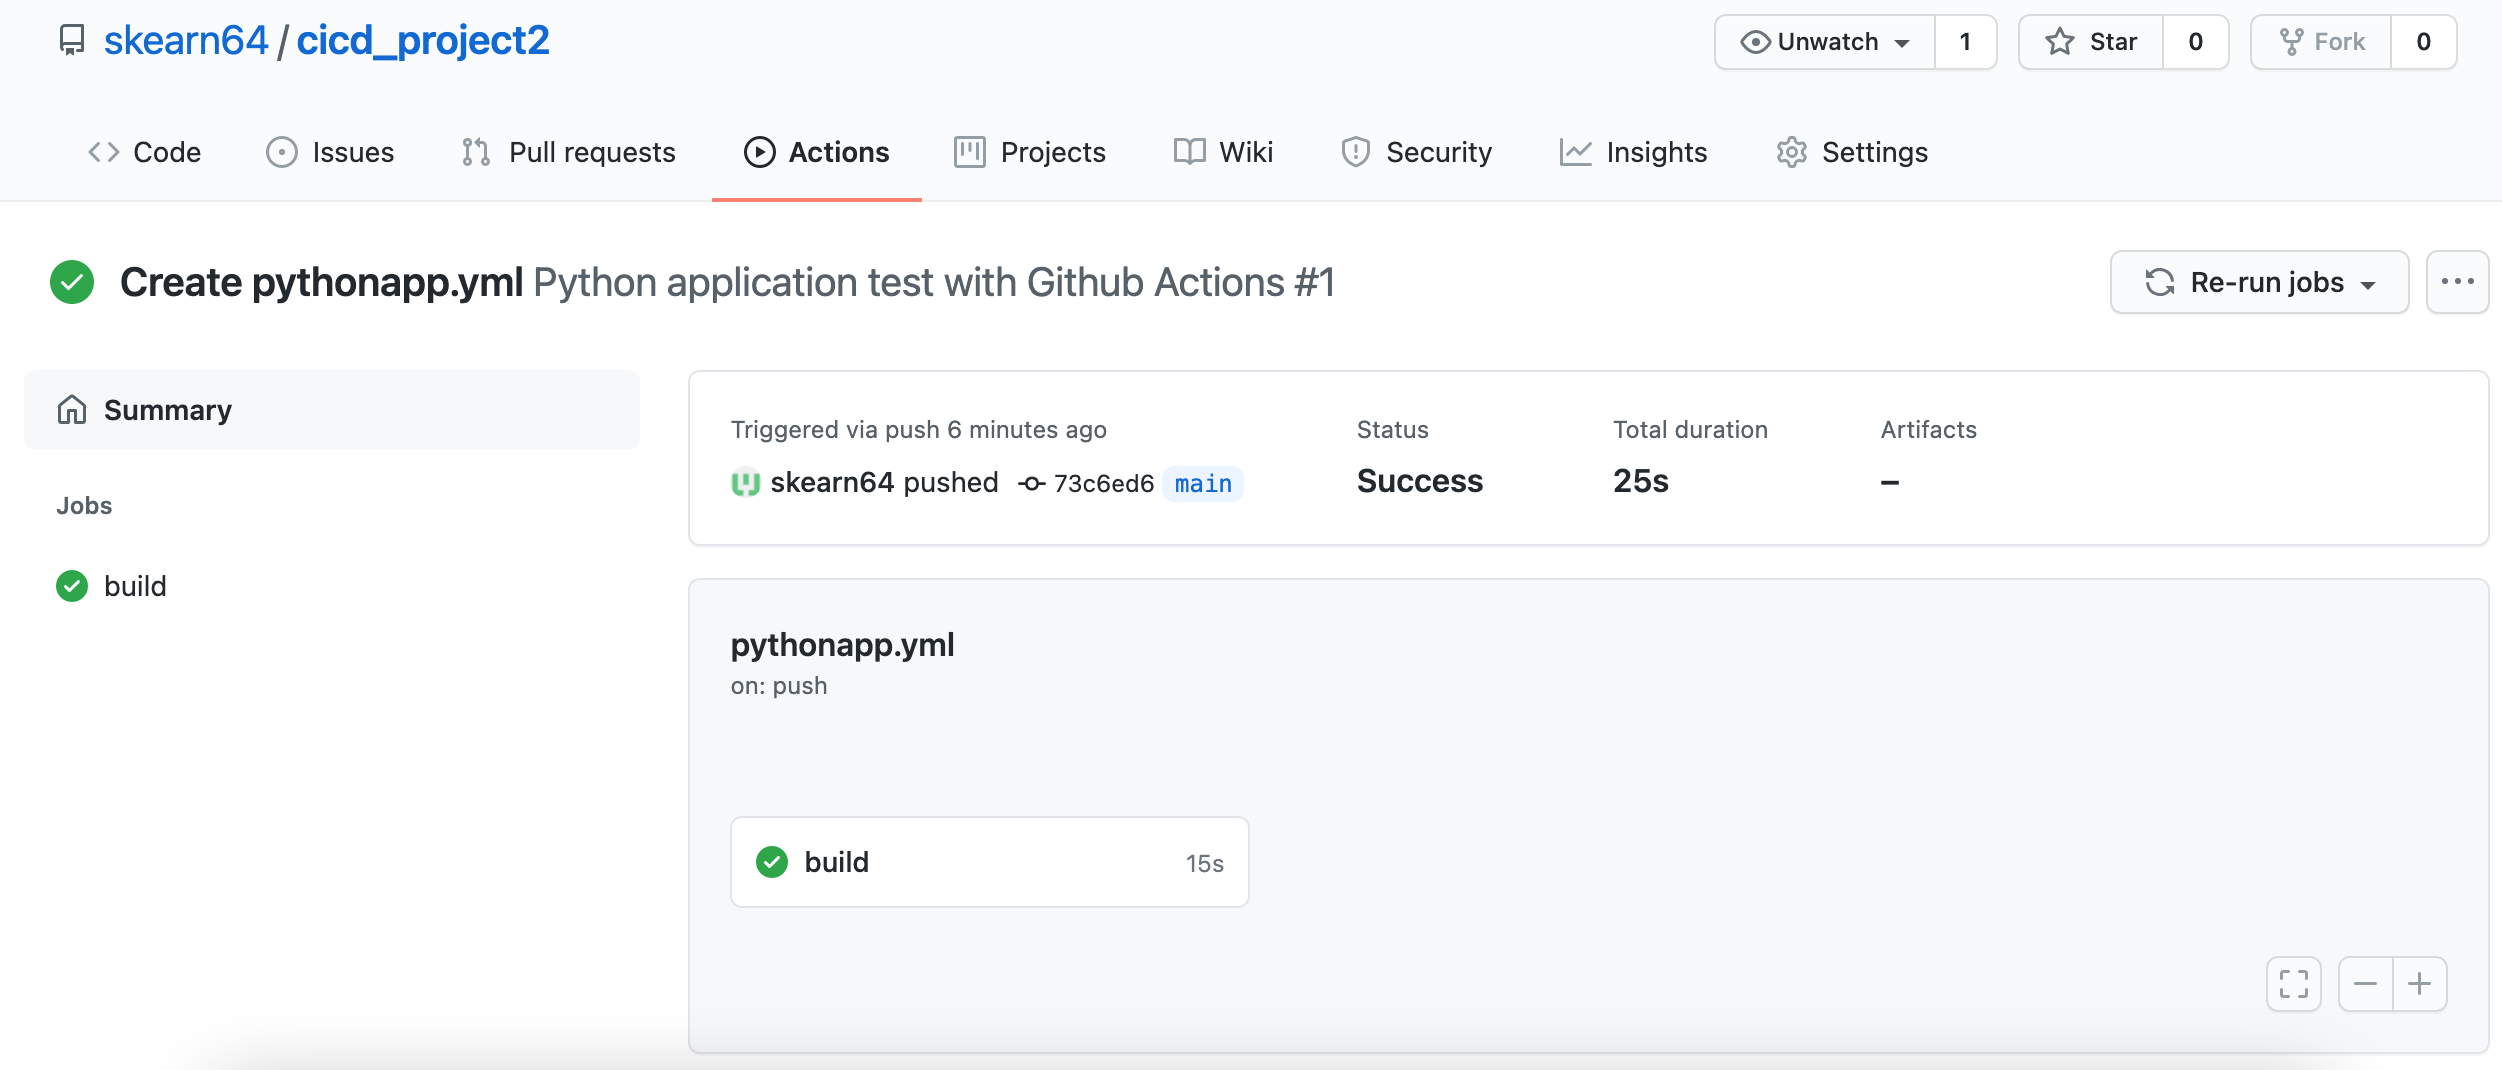 skearn64 / cicd_project2
Unwatch 1 Star 0 Fork 0
Code Issues Pull requests Actions Projects Wiki Security Insights Settings
Create pythonapp.yml Python application test with Github Actions #1
Re-run jobs
Summary
Jobs
build
Triggered via push 6 minutes ago
skearn64 pushed 73c6ed6 main
Status
Success
Total duration
25s
Artifacts
–
pythonapp.yml
on: push
build 15s